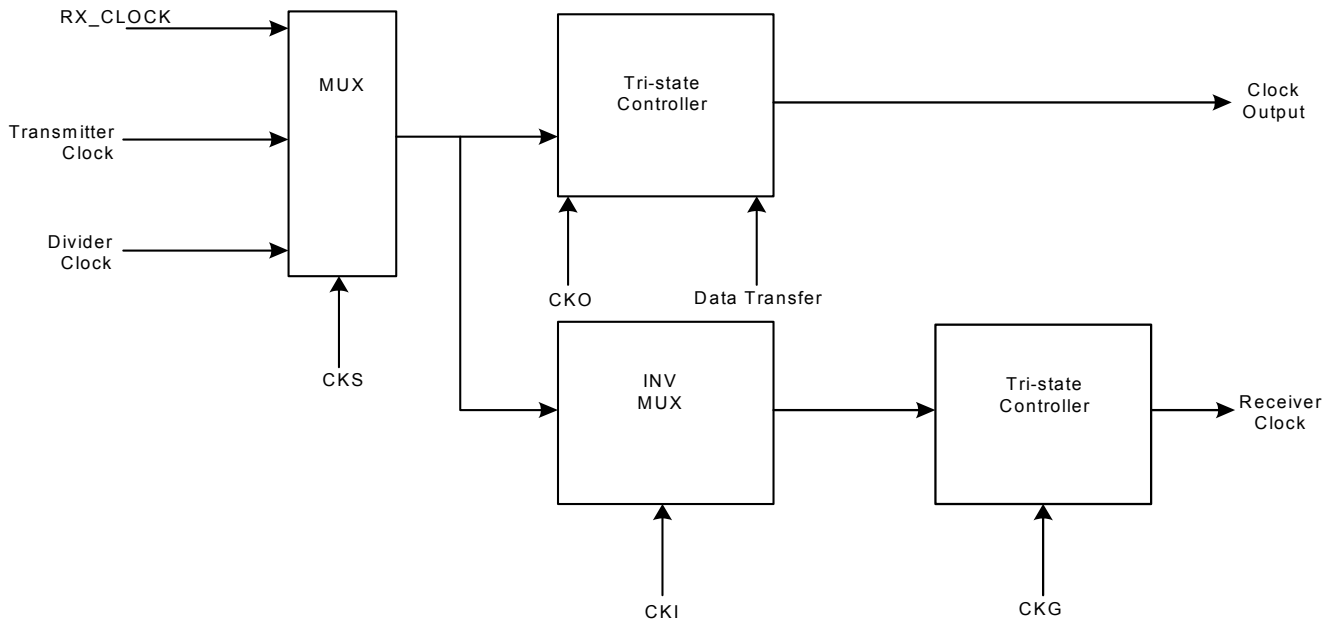 RX_CLOCK
MUX
Tri-state
Controller
Clock
Output
Transmitter
Clock
Divider
Clock
CKO
Data Transfer
CKS
INV
MUX
Tri-state
Controller
Receiver
Clock
CKI
CKG